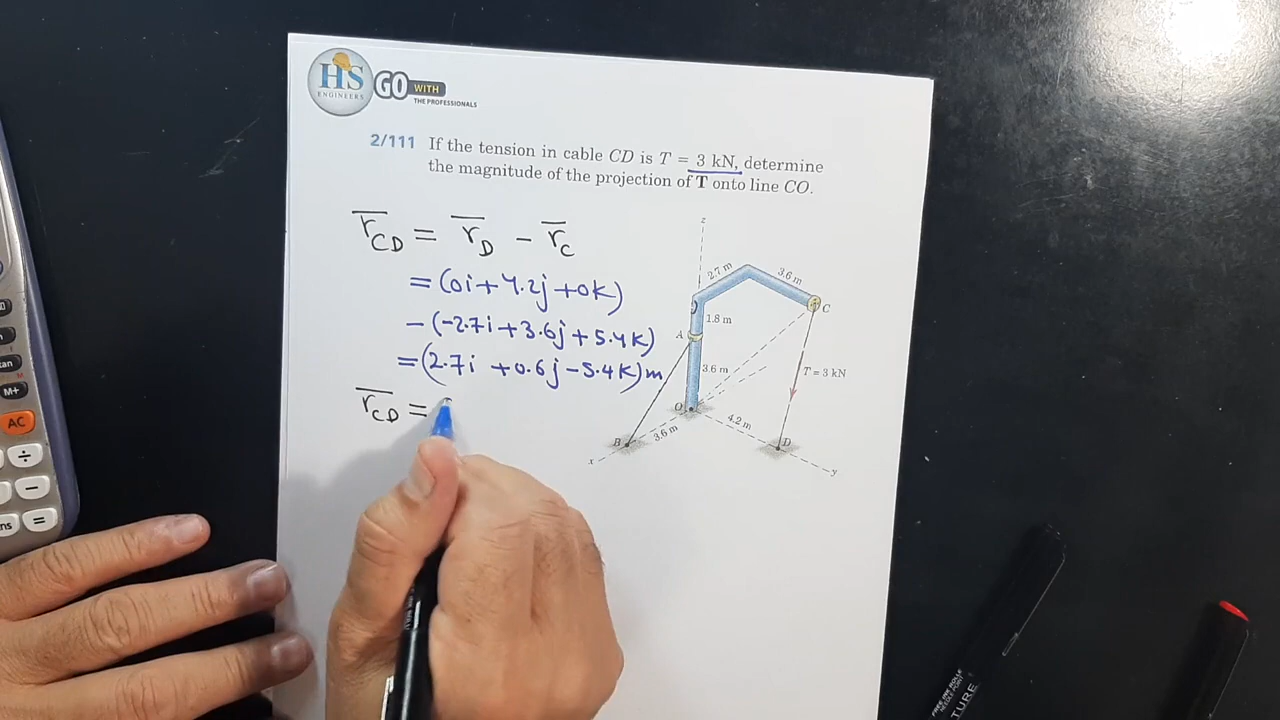 HS
ENGINEERS
GO WITH
THE PROFESSIONALS
2/111 If the tension in cable CD is T = 3 kN, determine
the magnitude of the projection of T onto line CO.
r̅CD = r̅D - r̅C
= (0i + 4.2j + 0k)
- (-2.7i + 3.6j + 5.4k)
= (2.7i + 0.6j - 5.4k) m
r̅CD =
z
2.7 m
3.6 m
C
1.8 m
A
3.6 m
T = 3 kN
O
4.2 m
B
3.6 m
D
x
y
M+
AC
÷
−
=
TURE